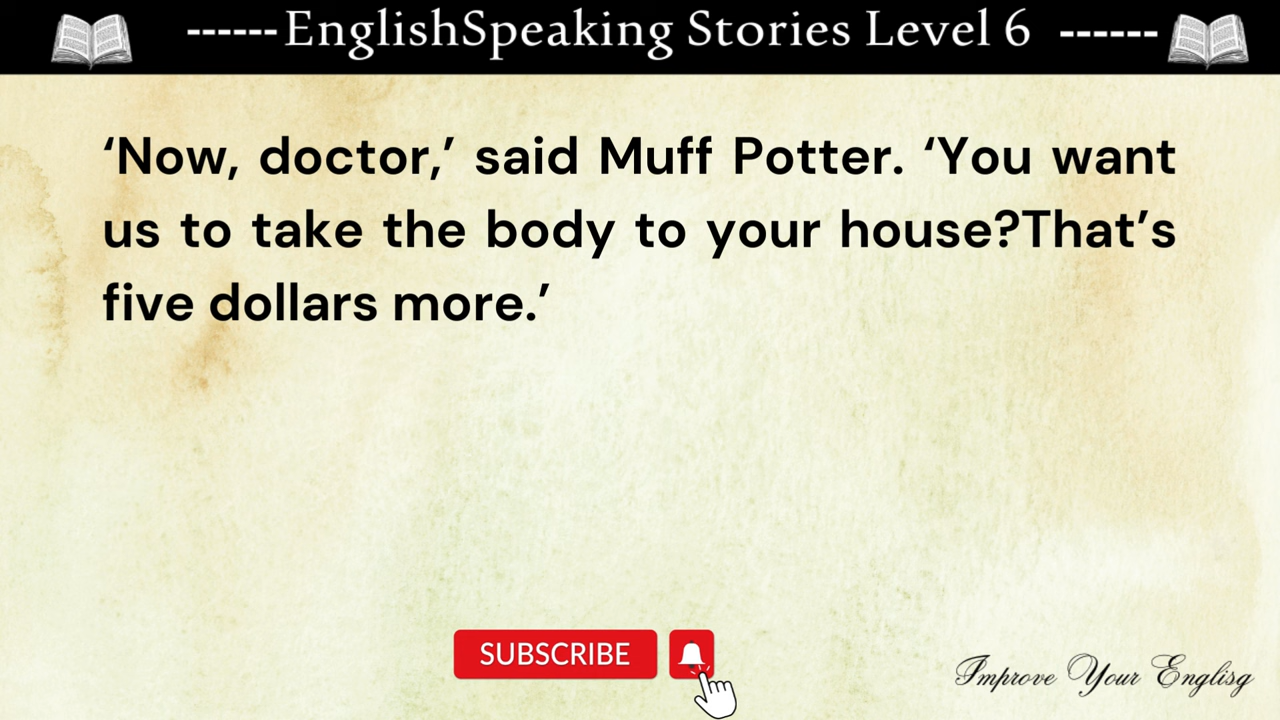 ------EnglishSpeaking Stories Level 6 ------
‘Now, doctor,’ said Muff Potter. ‘You want
us to take the body to your house?That’s
five dollars more.’
SUBSCRIBE
Improve Your Englisg